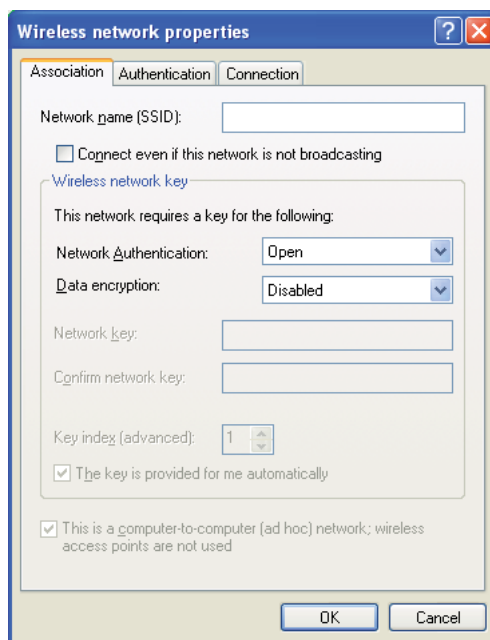 Wireless network properties
Association Authentication Connection
Network name (SSID):
Connect even if this network is not broadcasting
Wireless network key
This network requires a key for the following:
Network Authentication: Open
Data encryption: Disabled
Network key:
Confirm network key:
Key index (advanced): 1
The key is provided for me automatically
This is a computer-to-computer (ad hoc) network; wireless
access points are not used
OK Cancel